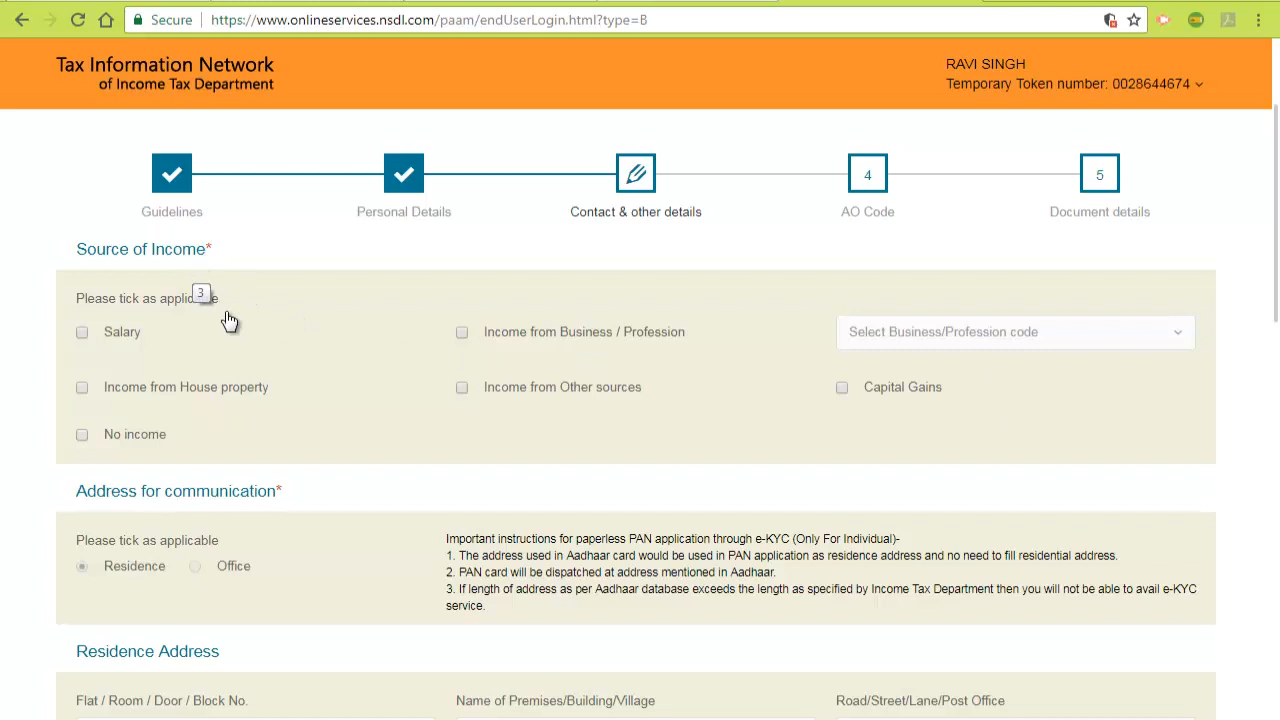 Secure https://www.onlineservices.nsdl.com/paam/endUserLogin.html?type=B
Tax Information Network
of Income Tax Department
RAVI SINGH
Temporary Token number: 0028644674
4
5
Guidelines
Personal Details
Contact & other details
AO Code
Document details
Source of Income*
Please tick as applicable
3
Salary
Income from Business / Profession
Select Business/Profession code
Income from House property
Income from Other sources
Capital Gains
No income
Address for communication*
Please tick as applicable
Residence
Office
Important instructions for paperless PAN application through e-KYC (Only For Individual)-
1. The address used in Aadhaar card would be used in PAN application as residence address and no need to fill residential address.
2. PAN card will be dispatched at address mentioned in Aadhaar.
3. If length of address as per Aadhaar database exceeds the length as specified by Income Tax Department then you will not be able to avail e-KYC
service.
Residence Address
Flat / Room / Door / Block No.
Name of Premises/Building/Village
Road/Street/Lane/Post Office